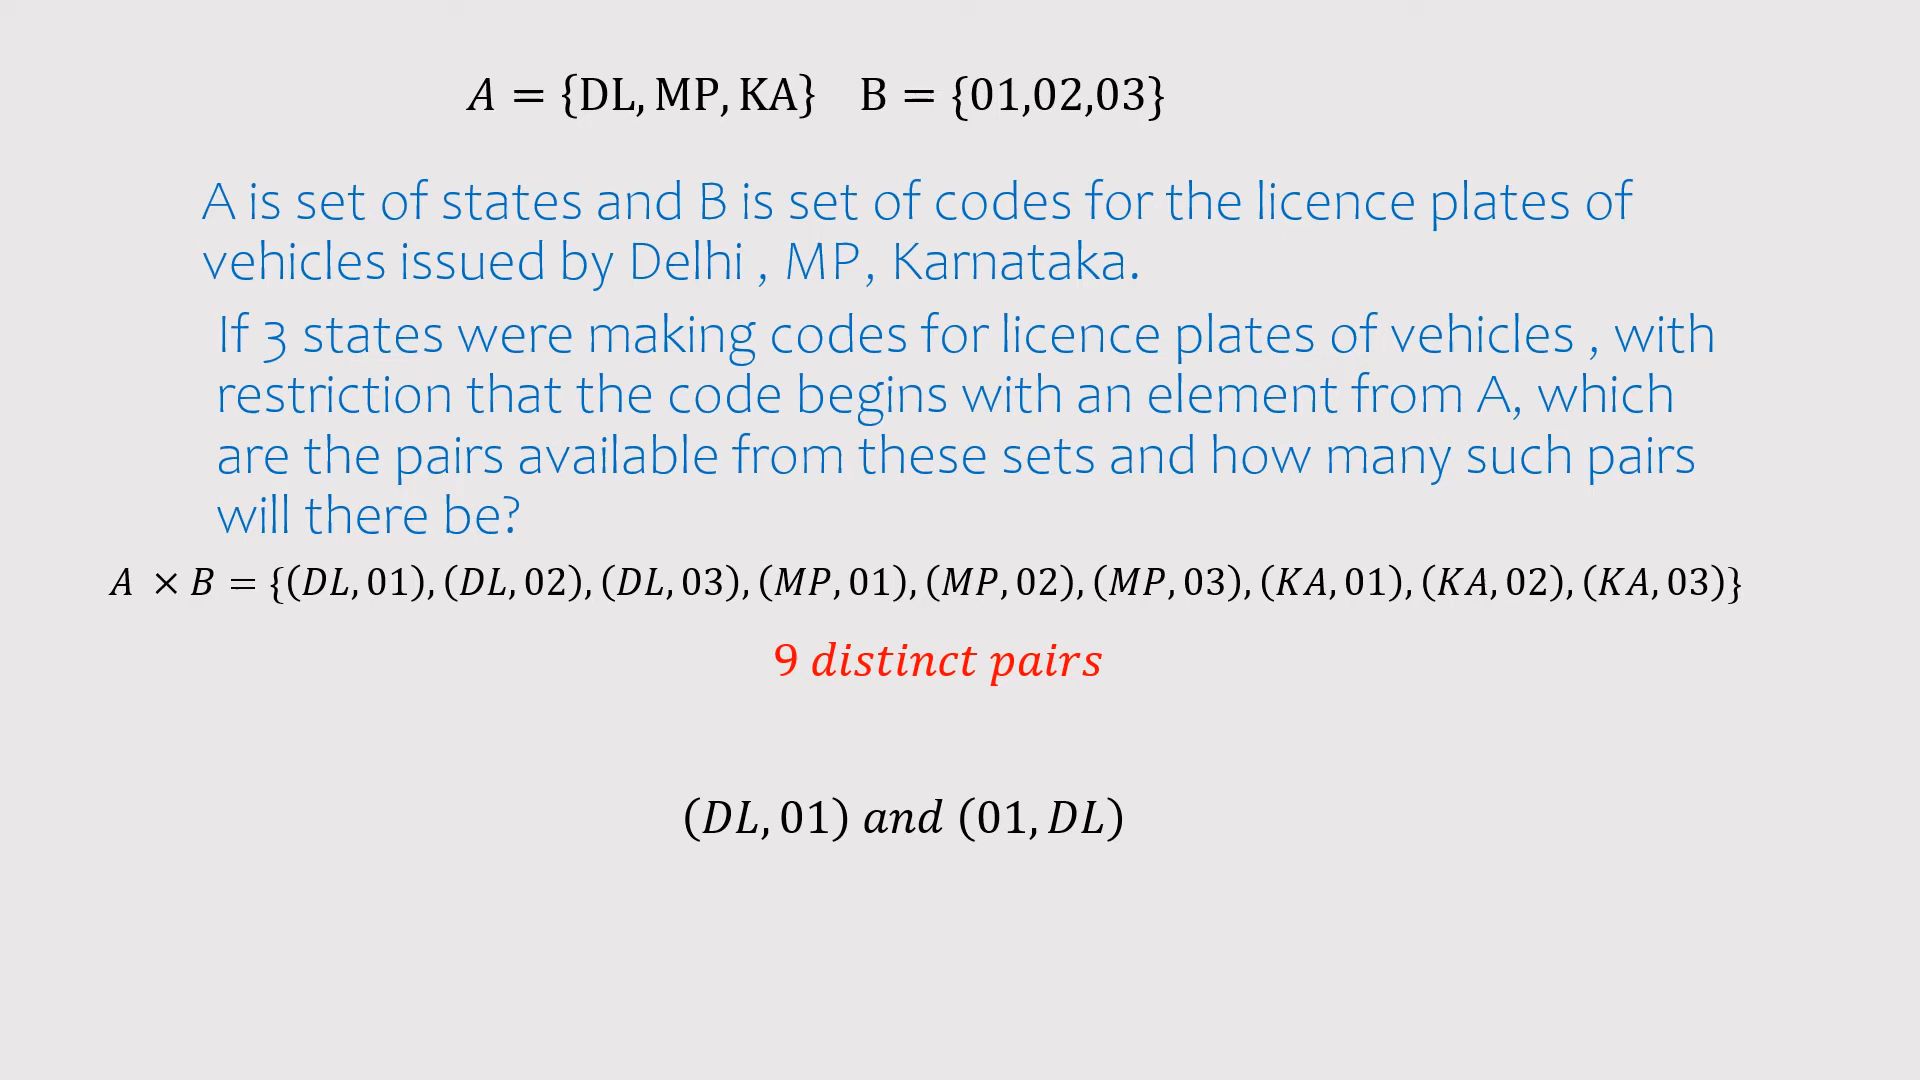 A = {DL, MP, KA} B = {01,02,03}
A is set of states and B is set of codes for the licence plates of
vehicles issued by Delhi , MP, Karnataka.
If 3 states were making codes for licence plates of vehicles , with
restriction that the code begins with an element from A, which
are the pairs available from these sets and how many such pairs
will there be?
A × B = {(DL, 01), (DL, 02), (DL, 03), (MP, 01), (MP, 02), (MP, 03), (KA, 01), (KA, 02), (KA, 03)}
9 distinct pairs
(DL, 01) and (01, DL)